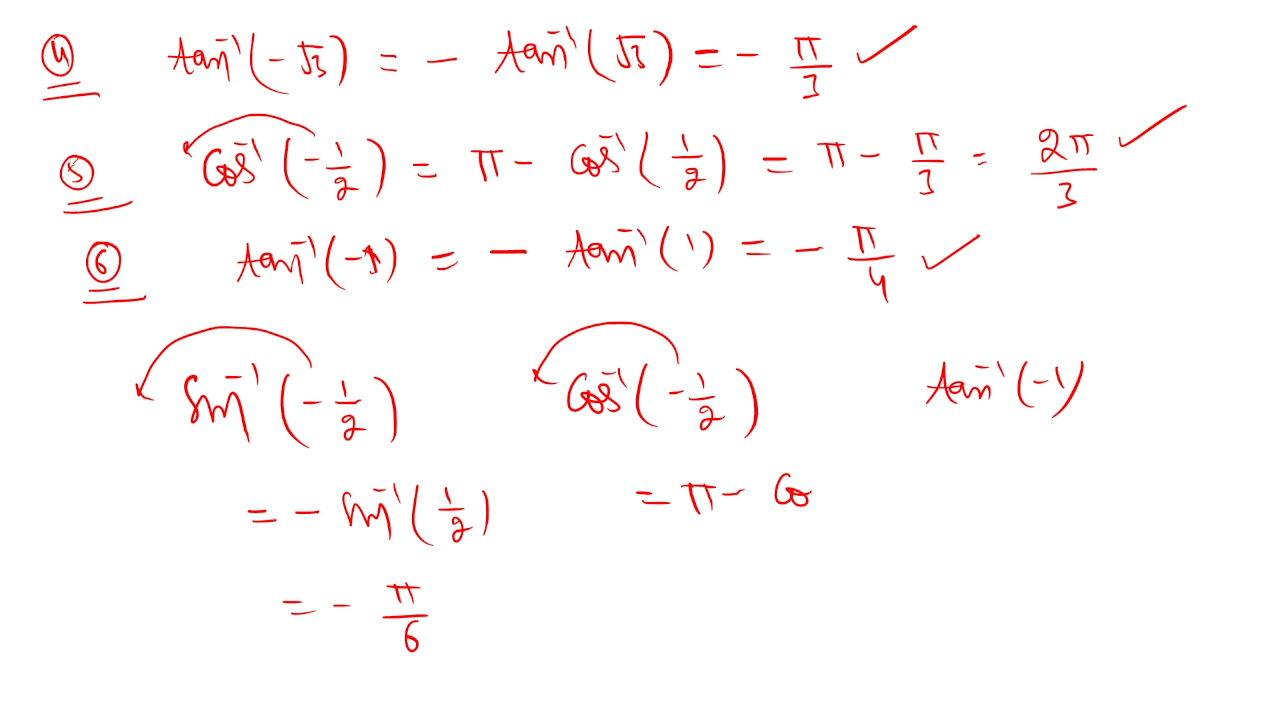 ④ tan⁻¹(-√3) = - tan⁻¹(√3) = - π/3 ✓
⑤ Cos⁻¹(-1/2) = π - Cos⁻¹(1/2) = π - π/3 = 2π/3 ✓
⑥ tan⁻¹(-1) = - tan⁻¹(1) = - π/4 ✓
Sin⁻¹(-1/2) Cos⁻¹(-1/2) tan⁻¹(-1)
= - Sin⁻¹(1/2) = π - Co
= - π/6